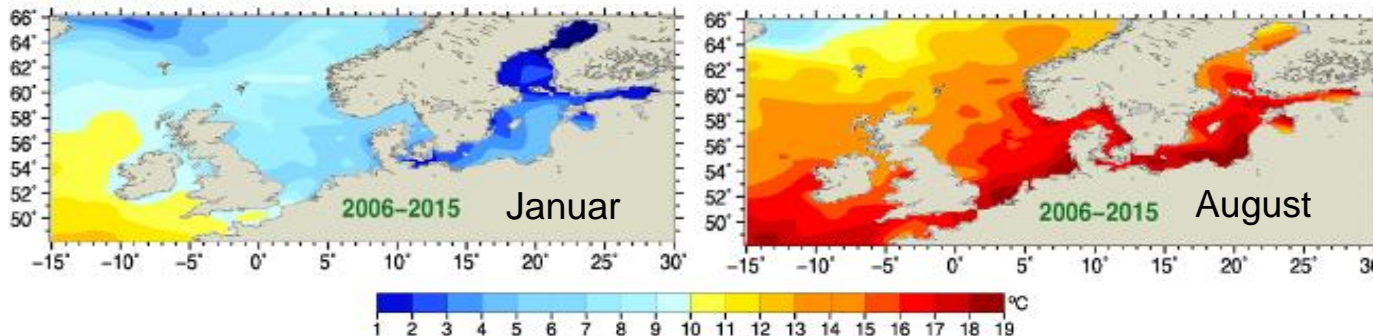 66° 64° 62° 60° 58° 56° 54° 52° 50°
2006-2015 Januar
-15° -10° -5° 0° 5° 10° 15° 20° 25° 30°
66° 64° 62° 60° 58° 56° 54° 52° 50°
2006-2015 August
-15° -10° -5° 0° 5° 10° 15° 20° 25° 30
°C
1 2 3 4 5 6 7 8 9 10 11 12 13 14 15 16 17 18 19